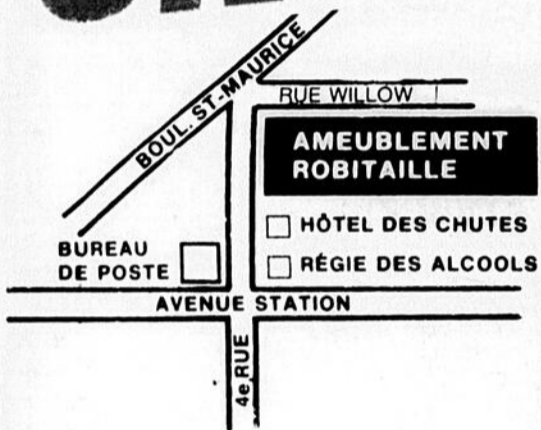 BOUL. ST-MAURICE
RUE WILLOW
AMEUBLEMENT
ROBITAILLE
HÔTEL DES CHUTES
BUREAU
DE POSTE
RÉGIE DES ALCOOLS
AVENUE STATION
4e RUE